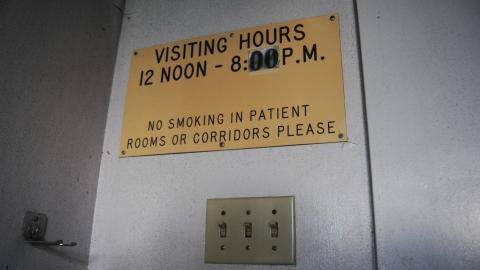 VISITING HOURS
12 NOON - 8:00 P.M.
NO SMOKING IN PATIENT
ROOMS OR CORRIDORS PLEASE